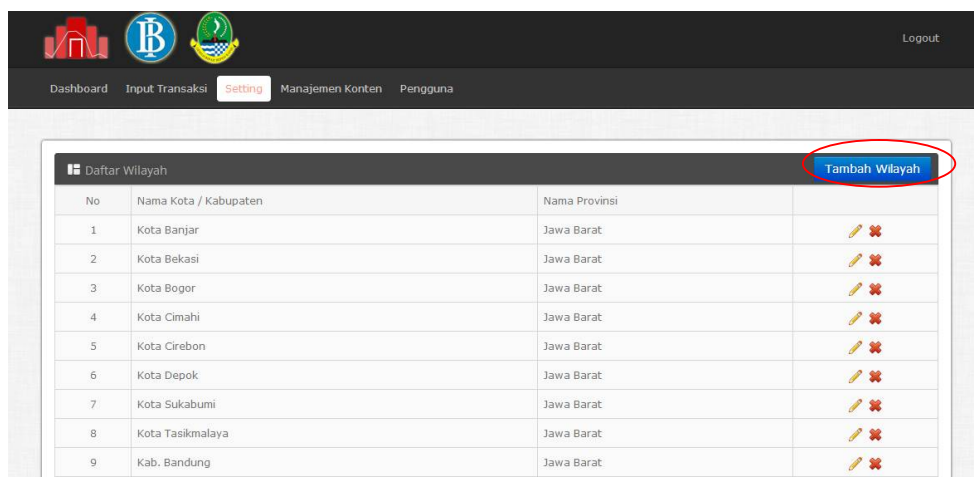 Logout
Dashboard Input Transaksi Setting Manajemen Konten Pengguna
Daftar Wilayah Tambah Wilayah
No Nama Kota / Kabupaten Nama Provinsi
1 Kota Banjar Jawa Barat
2 Kota Bekasi Jawa Barat
3 Kota Bogor Jawa Barat
4 Kota Cimahi Jawa Barat
5 Kota Cirebon Jawa Barat
6 Kota Depok Jawa Barat
7 Kota Sukabumi Jawa Barat
8 Kota Tasikmalaya Jawa Barat
9 Kab. Bandung Jawa Barat